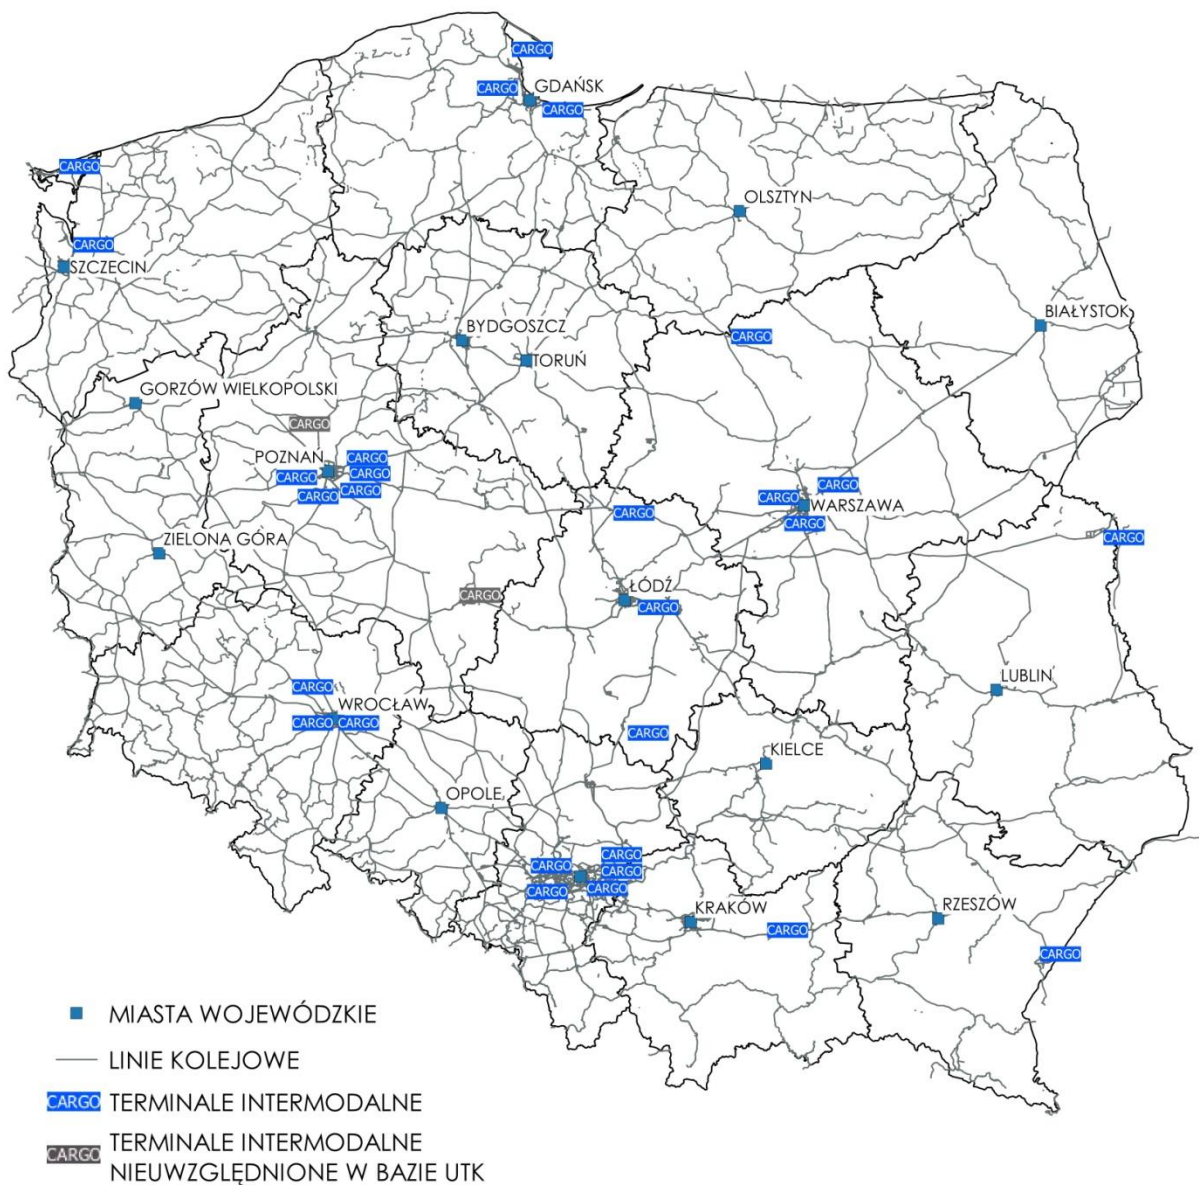 CARGO
CARGO
GDAŃSK
CARGO
CARGO
OLSZTYN
CARGO
SZCZECIN
BIAŁYSTOK
BYDGOSZCZ
CARGO
TORUŃ
GORZÓW WIELKOPOLSKI
CARGO
POZNAŃ
CARGO
CARGO
CARGO
CARGO
CARGO
CARGO
CARGO
WARSZAWA
CARGO
CARGO
CARGO
ZIELONA GÓRA
ŁÓDŹ
CARGO
CARGO
LUBLIN
CARGO
WROCŁAW
CARGO
CARGO
CARGO
KIELCE
OPOLE
CARGO
CARGO
CARGO
CARGO
CARGO
KRAKÓW
CARGO
RZESZÓW
CARGO
MIASTA WOJEWÓDZKIE
LINIE KOLEJOWE
CARGO TERMINALE INTERMODALNE
CARGO TERMINALE INTERMODALNE
NIEUWZGLĘDNIONE W BAZIE UTK